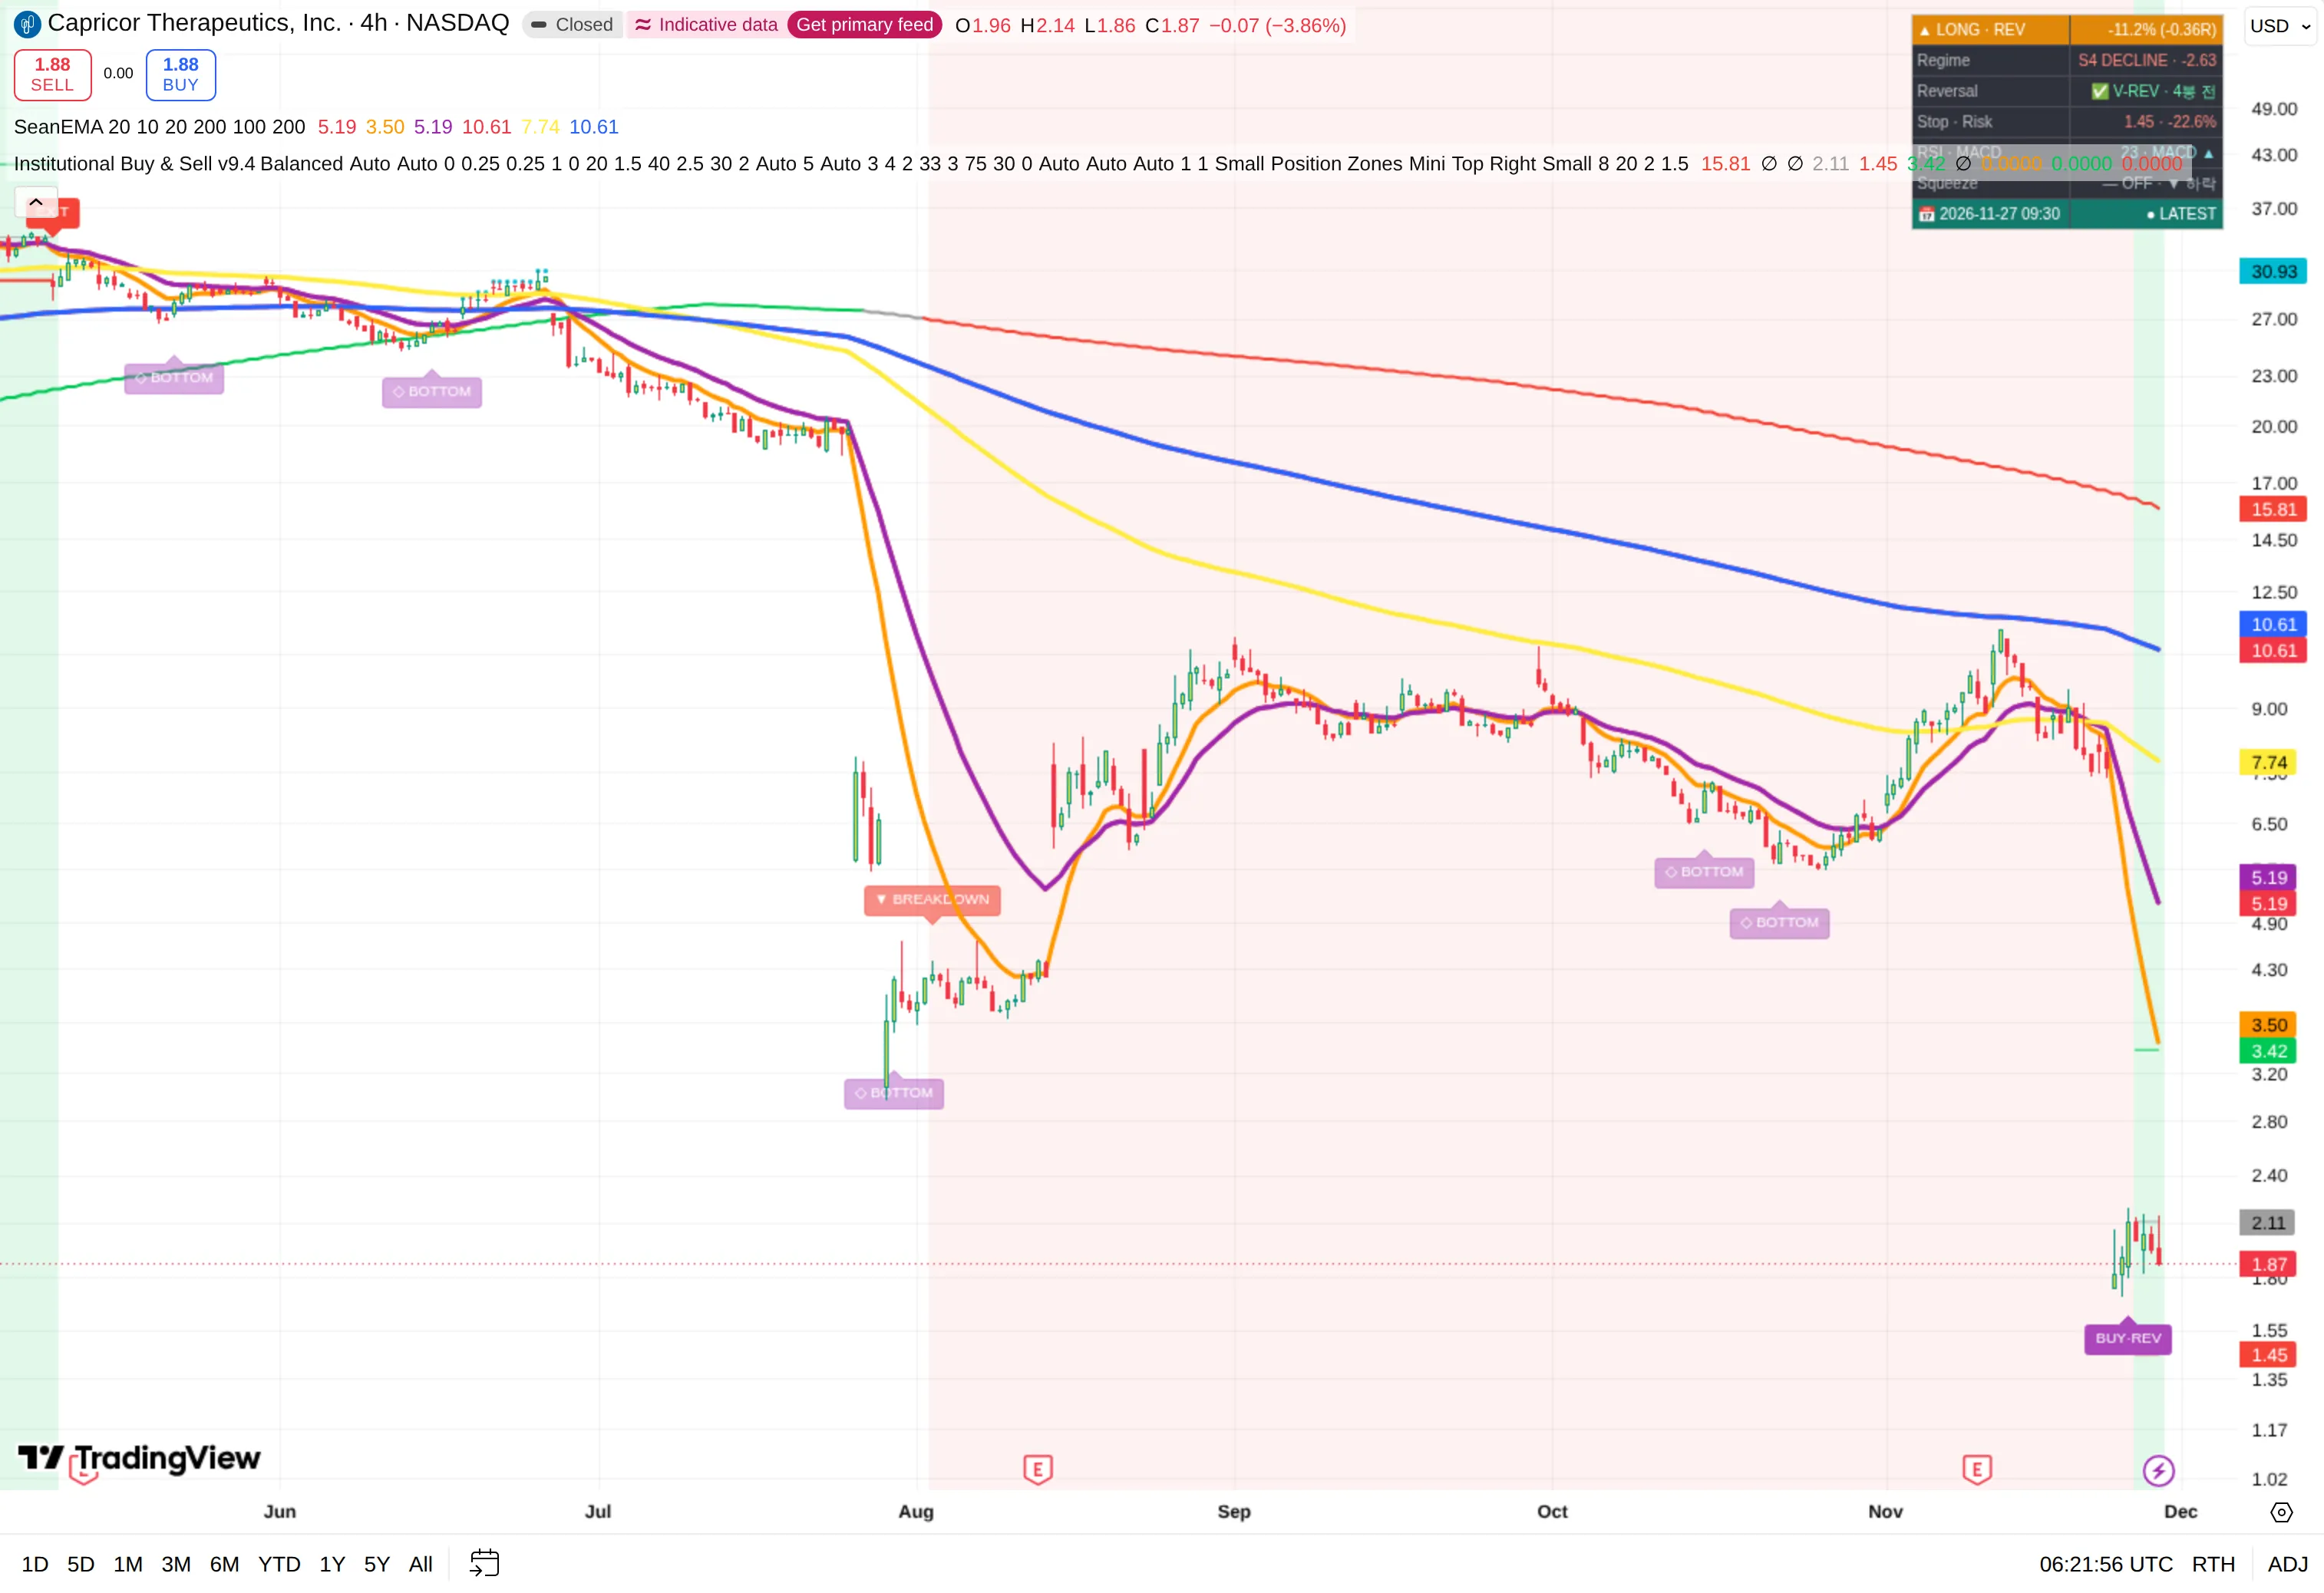 Capricor Therapeutics, Inc. · 4h · NASDAQ Closed Indicative data Get primary feed O1.96 H2.14 L1.86 C1.87 −0.07 (−3.86%)
USD
▲ LONG · REV -11.2% (-0.36R)
Regime S4 DECLINE · -2.63
Reversal ✅ V-REV · 4봉 전
Stop · Risk 1.45 · -22.6%
RSI · MACD 23 · MACD ▲
Squeeze — OFF · ▼ 하락
📅 2026-11-27 09:30 ● LATEST
1.88 SELL
0.00
1.88 BUY
SeanEMA 20 10 20 200 100 200 5.19 3.50 5.19 10.61 7.74 10.61
Institutional Buy & Sell v9.4 Balanced Auto Auto 0 0.25 0.25 1 0 20 1.5 40 2.5 30 2 Auto 5 Auto 3 4 2 33 3 75 30 0 Auto Auto Auto 1 1 Small Position Zones Mini Top Right Small 8 20 2 1.5 15.81 ∅ ∅ 2.11 1.45 3.42 ∅ 0.0000 0.0000 0.0000
◇ BOTTOM
◇ BOTTOM
▼ BREAKDOWN
◇ BOTTOM
◇ BOTTOM
◇ BOTTOM
BUY·REV
49.00
43.00
37.00
30.93
27.00
23.00
20.00
17.00
15.81
14.50
12.50
10.61
10.61
9.00
7.74
6.50
5.19
5.19
4.90
4.30
3.50
3.42
3.20
2.80
2.40
2.11
1.87
1.80
1.55
1.45
1.35
1.17
1.02
TradingView
E
E
Jun Jul Aug Sep Oct Nov Dec
1D 5D 1M 3M 6M YTD 1Y 5Y All
06:21:56 UTC RTH ADJ